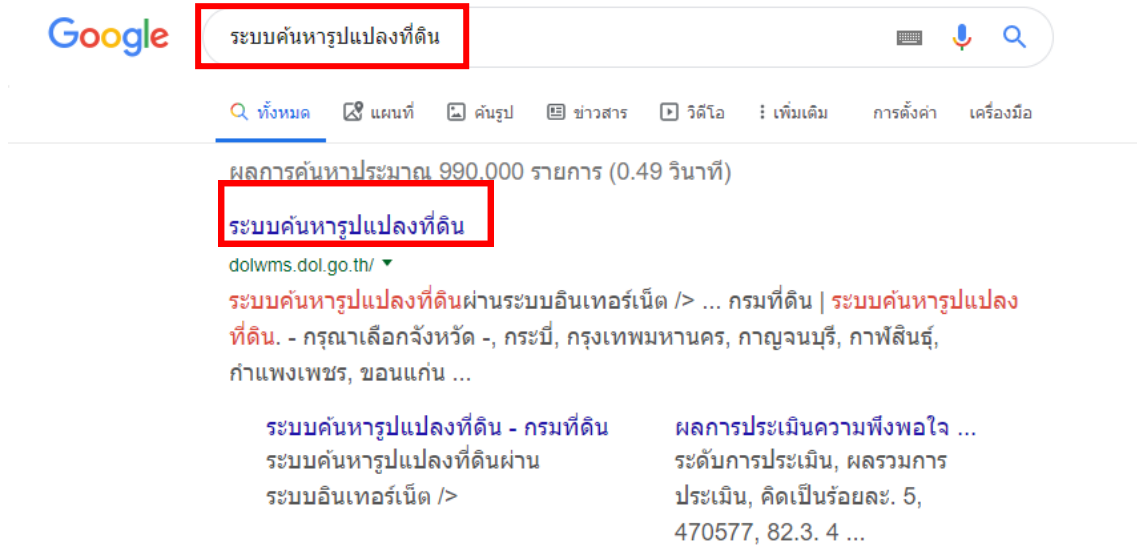 Google ระบบค้นหารูปแปลงที่ดิน
ทั้งหมด แผนที่ ค้นรูป ข่าวสาร วิดีโอ เพิ่มเติม การตั้งค่า เครื่องมือ
ผลการค้นหาประมาณ 990,000 รายการ (0.49 วินาที)
ระบบค้นหารูปแปลงที่ดิน
dolwms.dol.go.th/
ระบบค้นหารูปแปลงที่ดินผ่านระบบอินเทอร์เน็ต /> ... กรมที่ดิน | ระบบค้นหารูปแปลง
ที่ดิน. - กรุณาเลือกจังหวัด -, กระบี่, กรุงเทพมหานคร, กาญจนบุรี, กาฬสินธุ์,
กำแพงเพชร, ขอนแก่น ...
ระบบค้นหารูปแปลงที่ดิน - กรมที่ดิน
ระบบค้นหารูปแปลงที่ดินผ่าน
ระบบอินเทอร์เน็ต />
ผลการประเมินความพึงพอใจ ...
ระดับการประเมิน, ผลรวมการ
ประเมิน, คิดเป็นร้อยละ. 5,
470577, 82.3. 4 ...